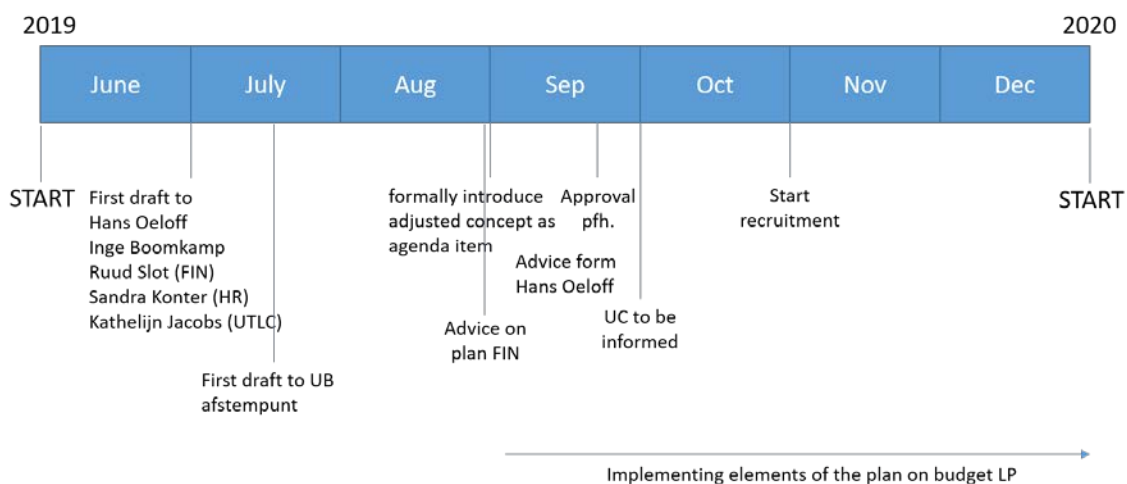 2019
2020
June
July
Aug
Sep
Oct
Nov
Dec
START
First draft to
Hans Oeloff
Inge Boomkamp
Ruud Slot (FIN)
Sandra Konter (HR)
Kathelijn Jacobs (UTLC)
First draft to UB
afstempunt
formally introduce
adjusted concept as
agenda item
Advice on
plan FIN
Approval
pfh.
Advice form
Hans Oeloff
UC to be
informed
Start
recruitment
START
Implementing elements of the plan on budget LP